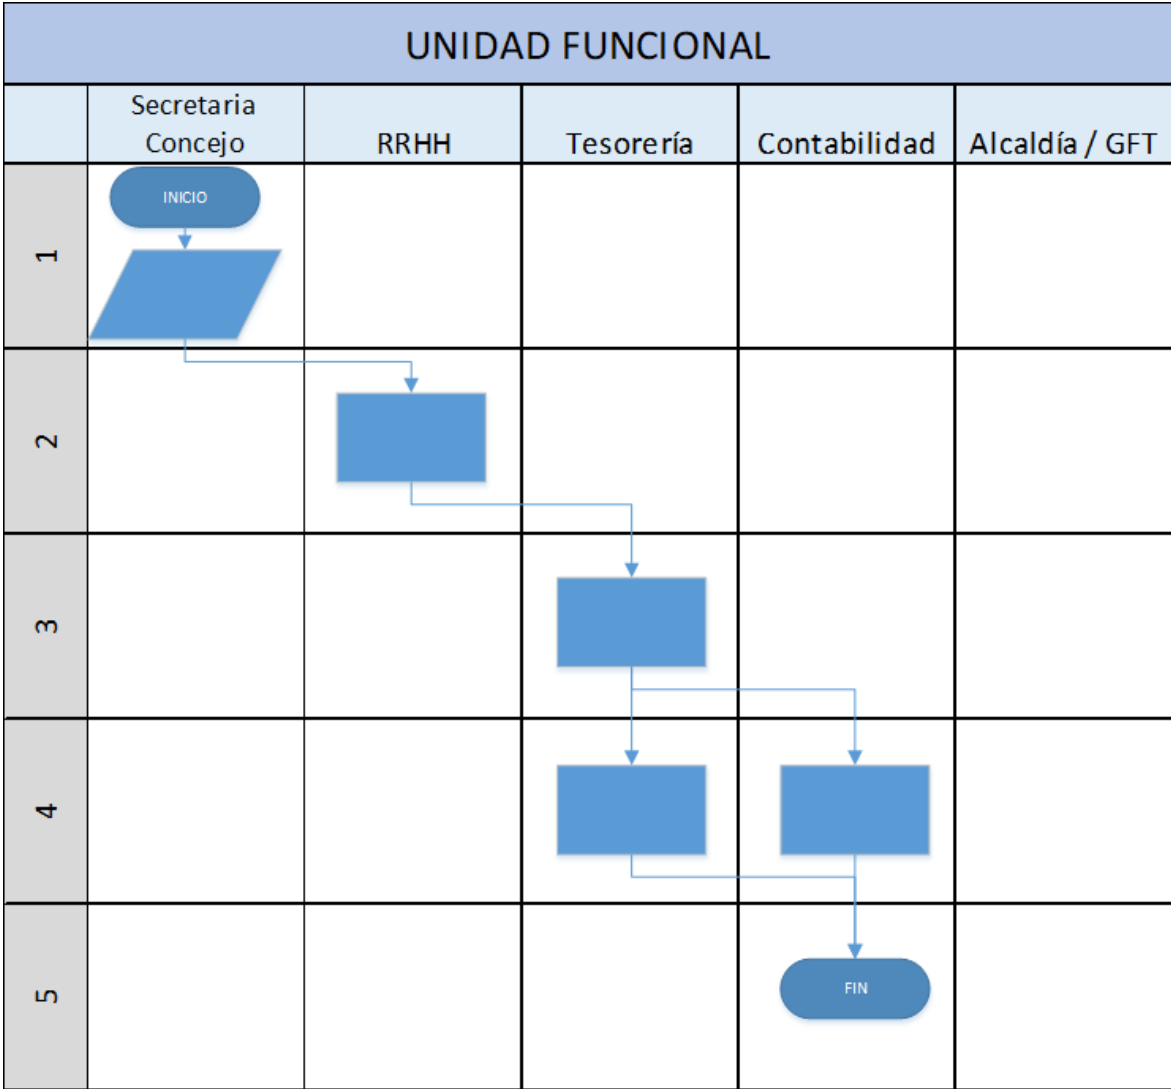 UNIDAD FUNCIONAL
Secretaria
Concejo
RRHH
Tesorería
Contabilidad
Alcaldía / GFT
1
INICIO
2
3
4
5
FIN